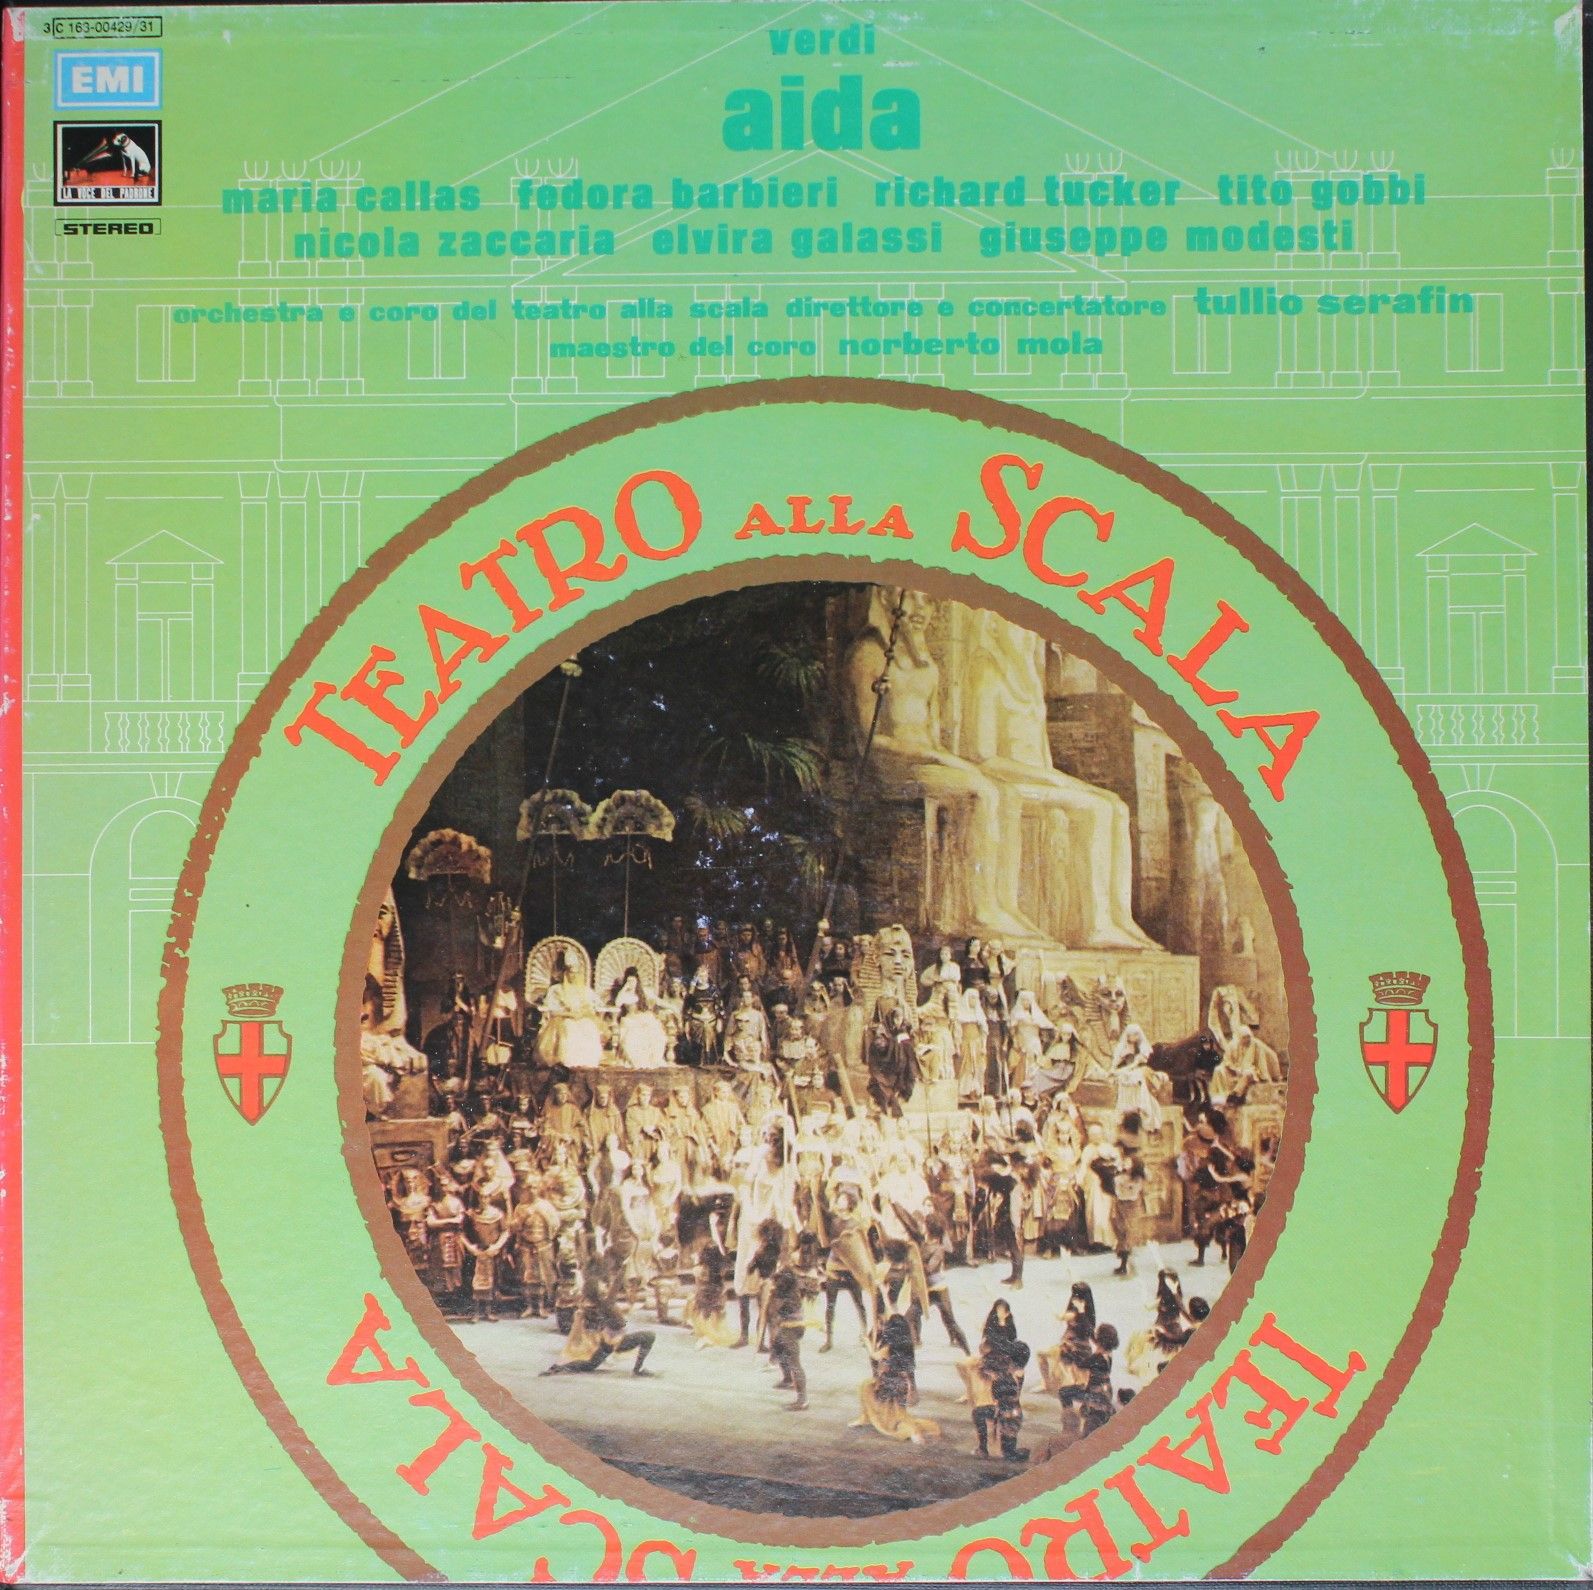 3C 163-00429/31
EMI
LA VOCE DEL PADRONE
STEREO
verdi
aida
maria callas fedora barbieri richard tucker tito gobbi
nicola zaccaria elvira galassi giuseppe modesti
orchestra e coro del teatro alla scala direttore e concertatore tullio serafin
maestro del coro norberto mola
TEATRO ALLA SCALA
TEATRO ALLA SCALA